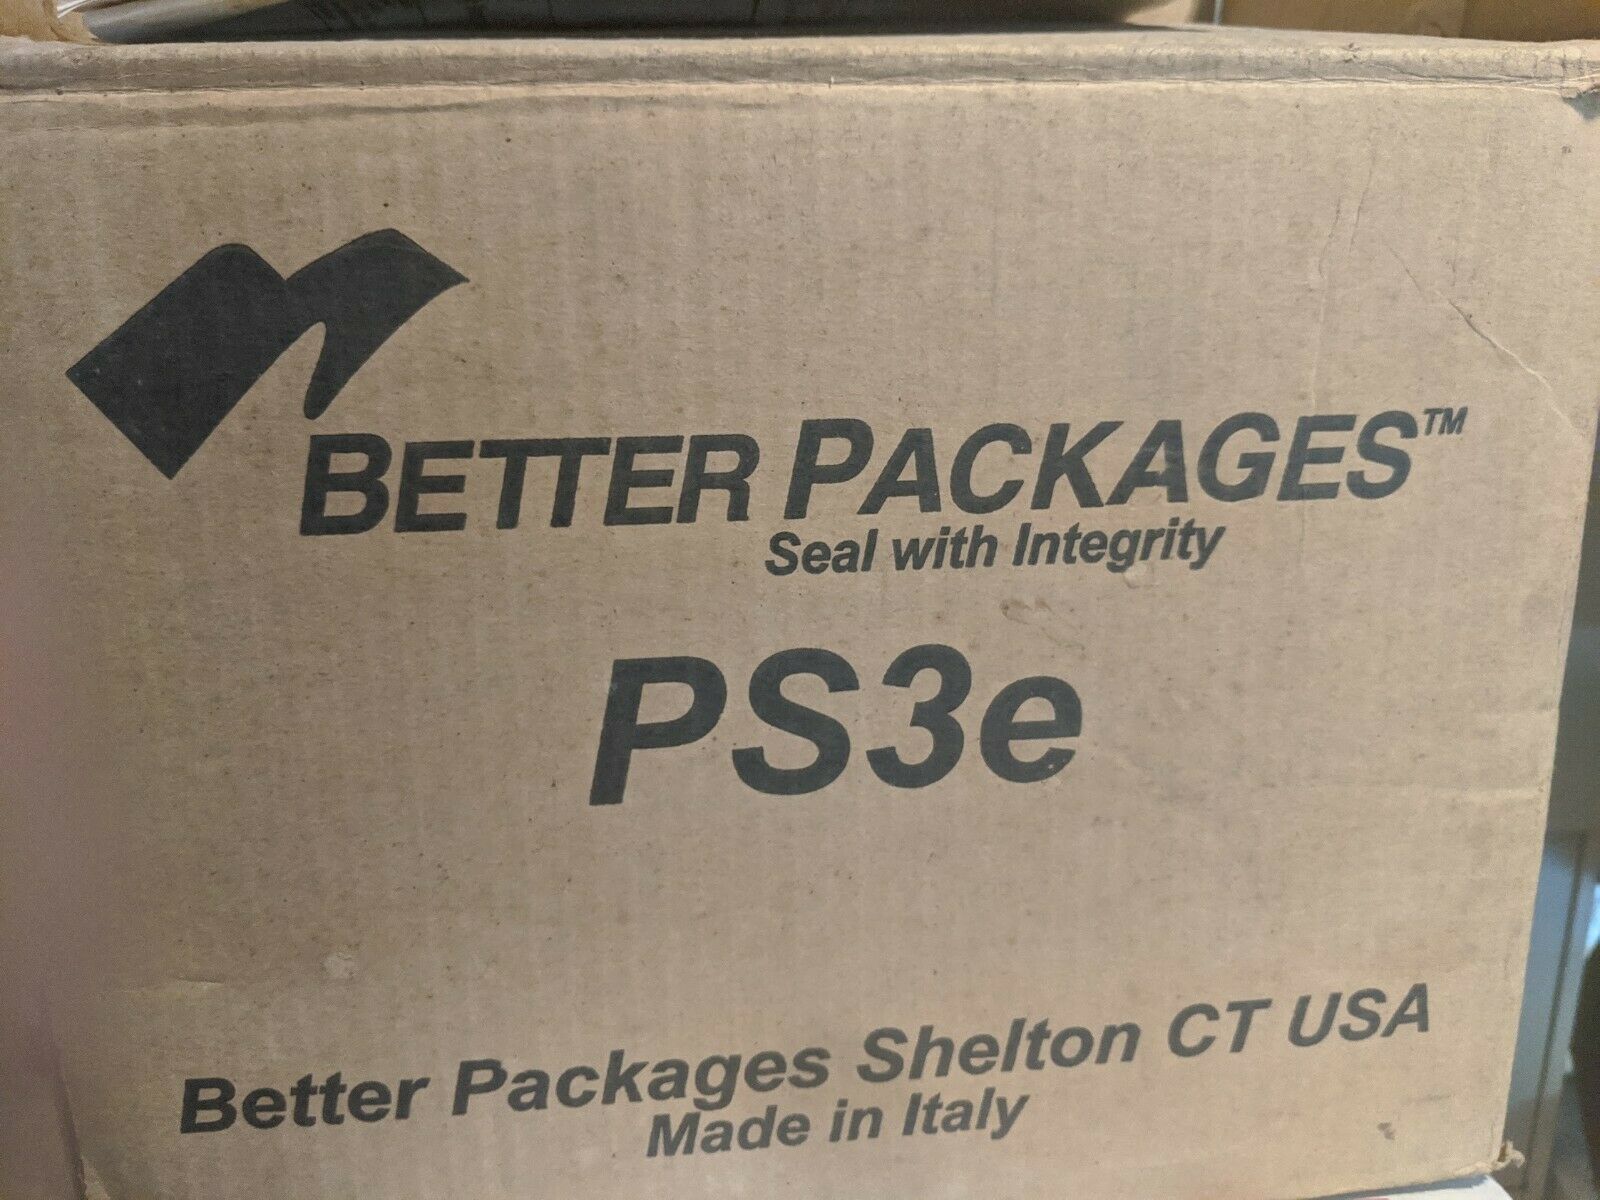 BETTER PACKAGES™
Seal with Integrity
PS3e
Better Packages Shelton CT USA
Made in Italy